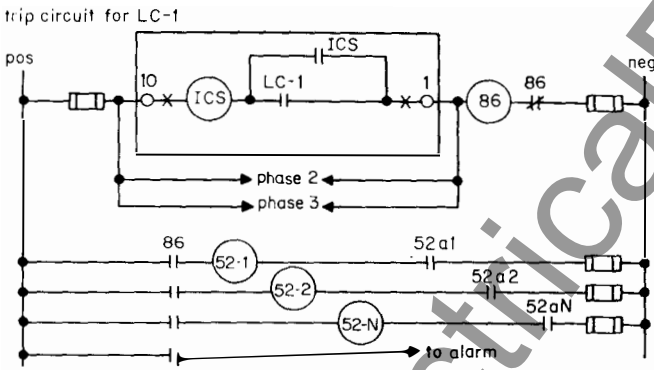 trip circuit for LC-1
pos
neg
ICS
10
ICS
LC-1
1
86
86
phase 2
phase 3
86
52-1
52a1
52-2
52a2
52-N
52aN
to alarm
ectrical